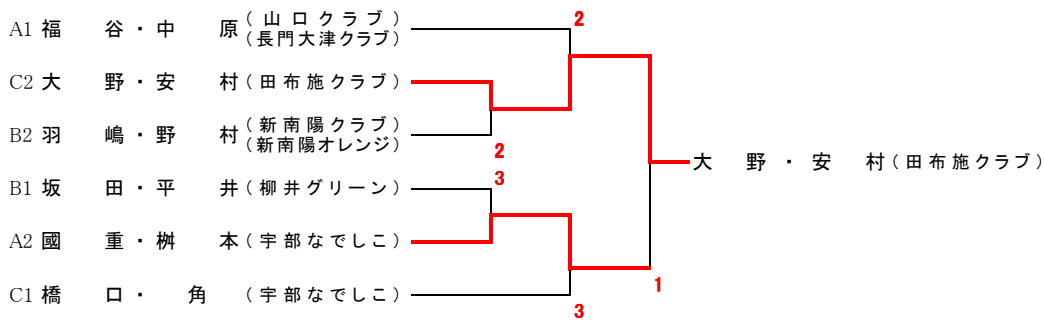 A1 福谷・中原(山口クラブ)
(長門大津クラブ)
2
C2 大野・安村(田布施クラブ)
B2 羽嶋・野村(新南陽クラブ)
(新南陽オレンジ)
2
大野・安村(田布施クラブ)
B1 坂田・平井(柳井グリーン)
3
A2 國重・桝本(宇部なでしこ)
1
C1 橋口・角(宇部なでしこ)
3